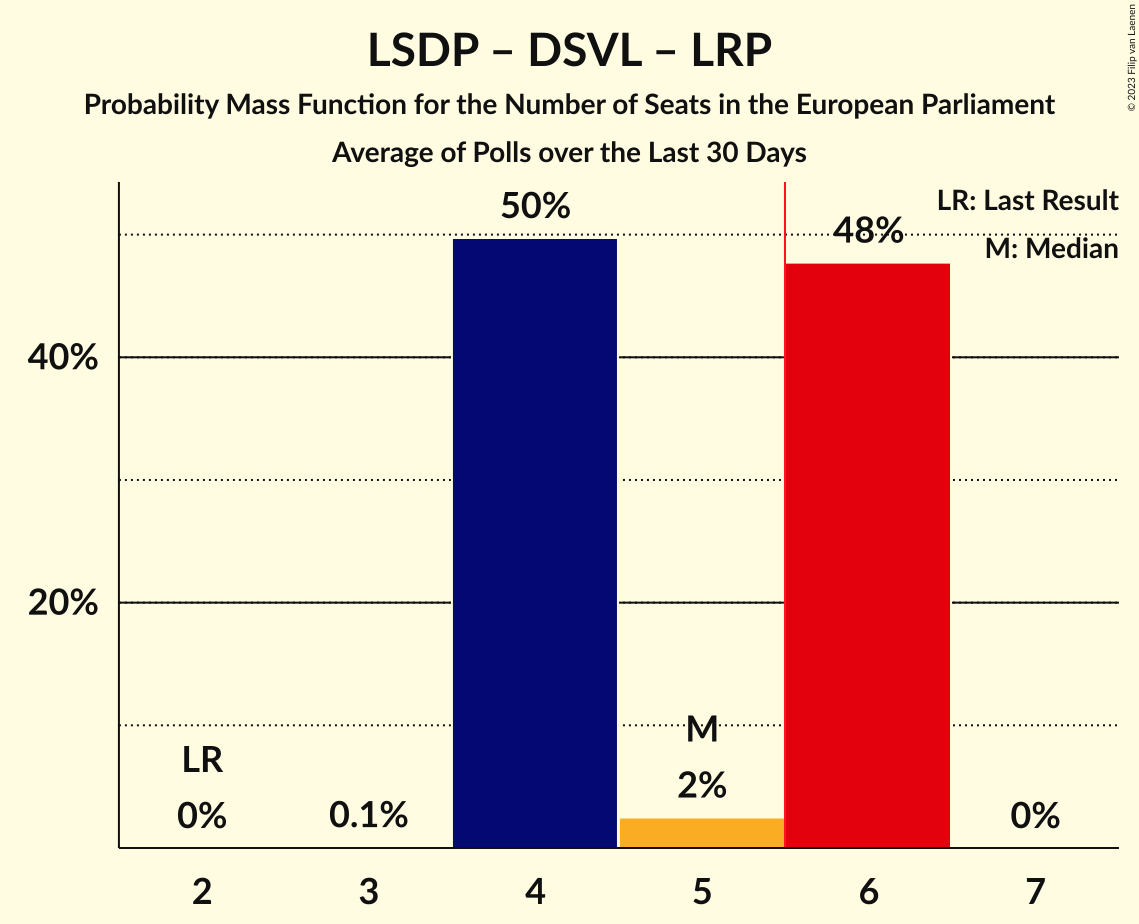 LSDP – DSVL – LRP
Probability Mass Function for the Number of Seats in the European Parliament
Average of Polls over the Last 30 Days
© 2023 Filip van Laenen
LR: Last Result
M: Median
50%
48%
40%
20%
LR
M
0%
0.1%
2%
0%
2 3 4 5 6 7